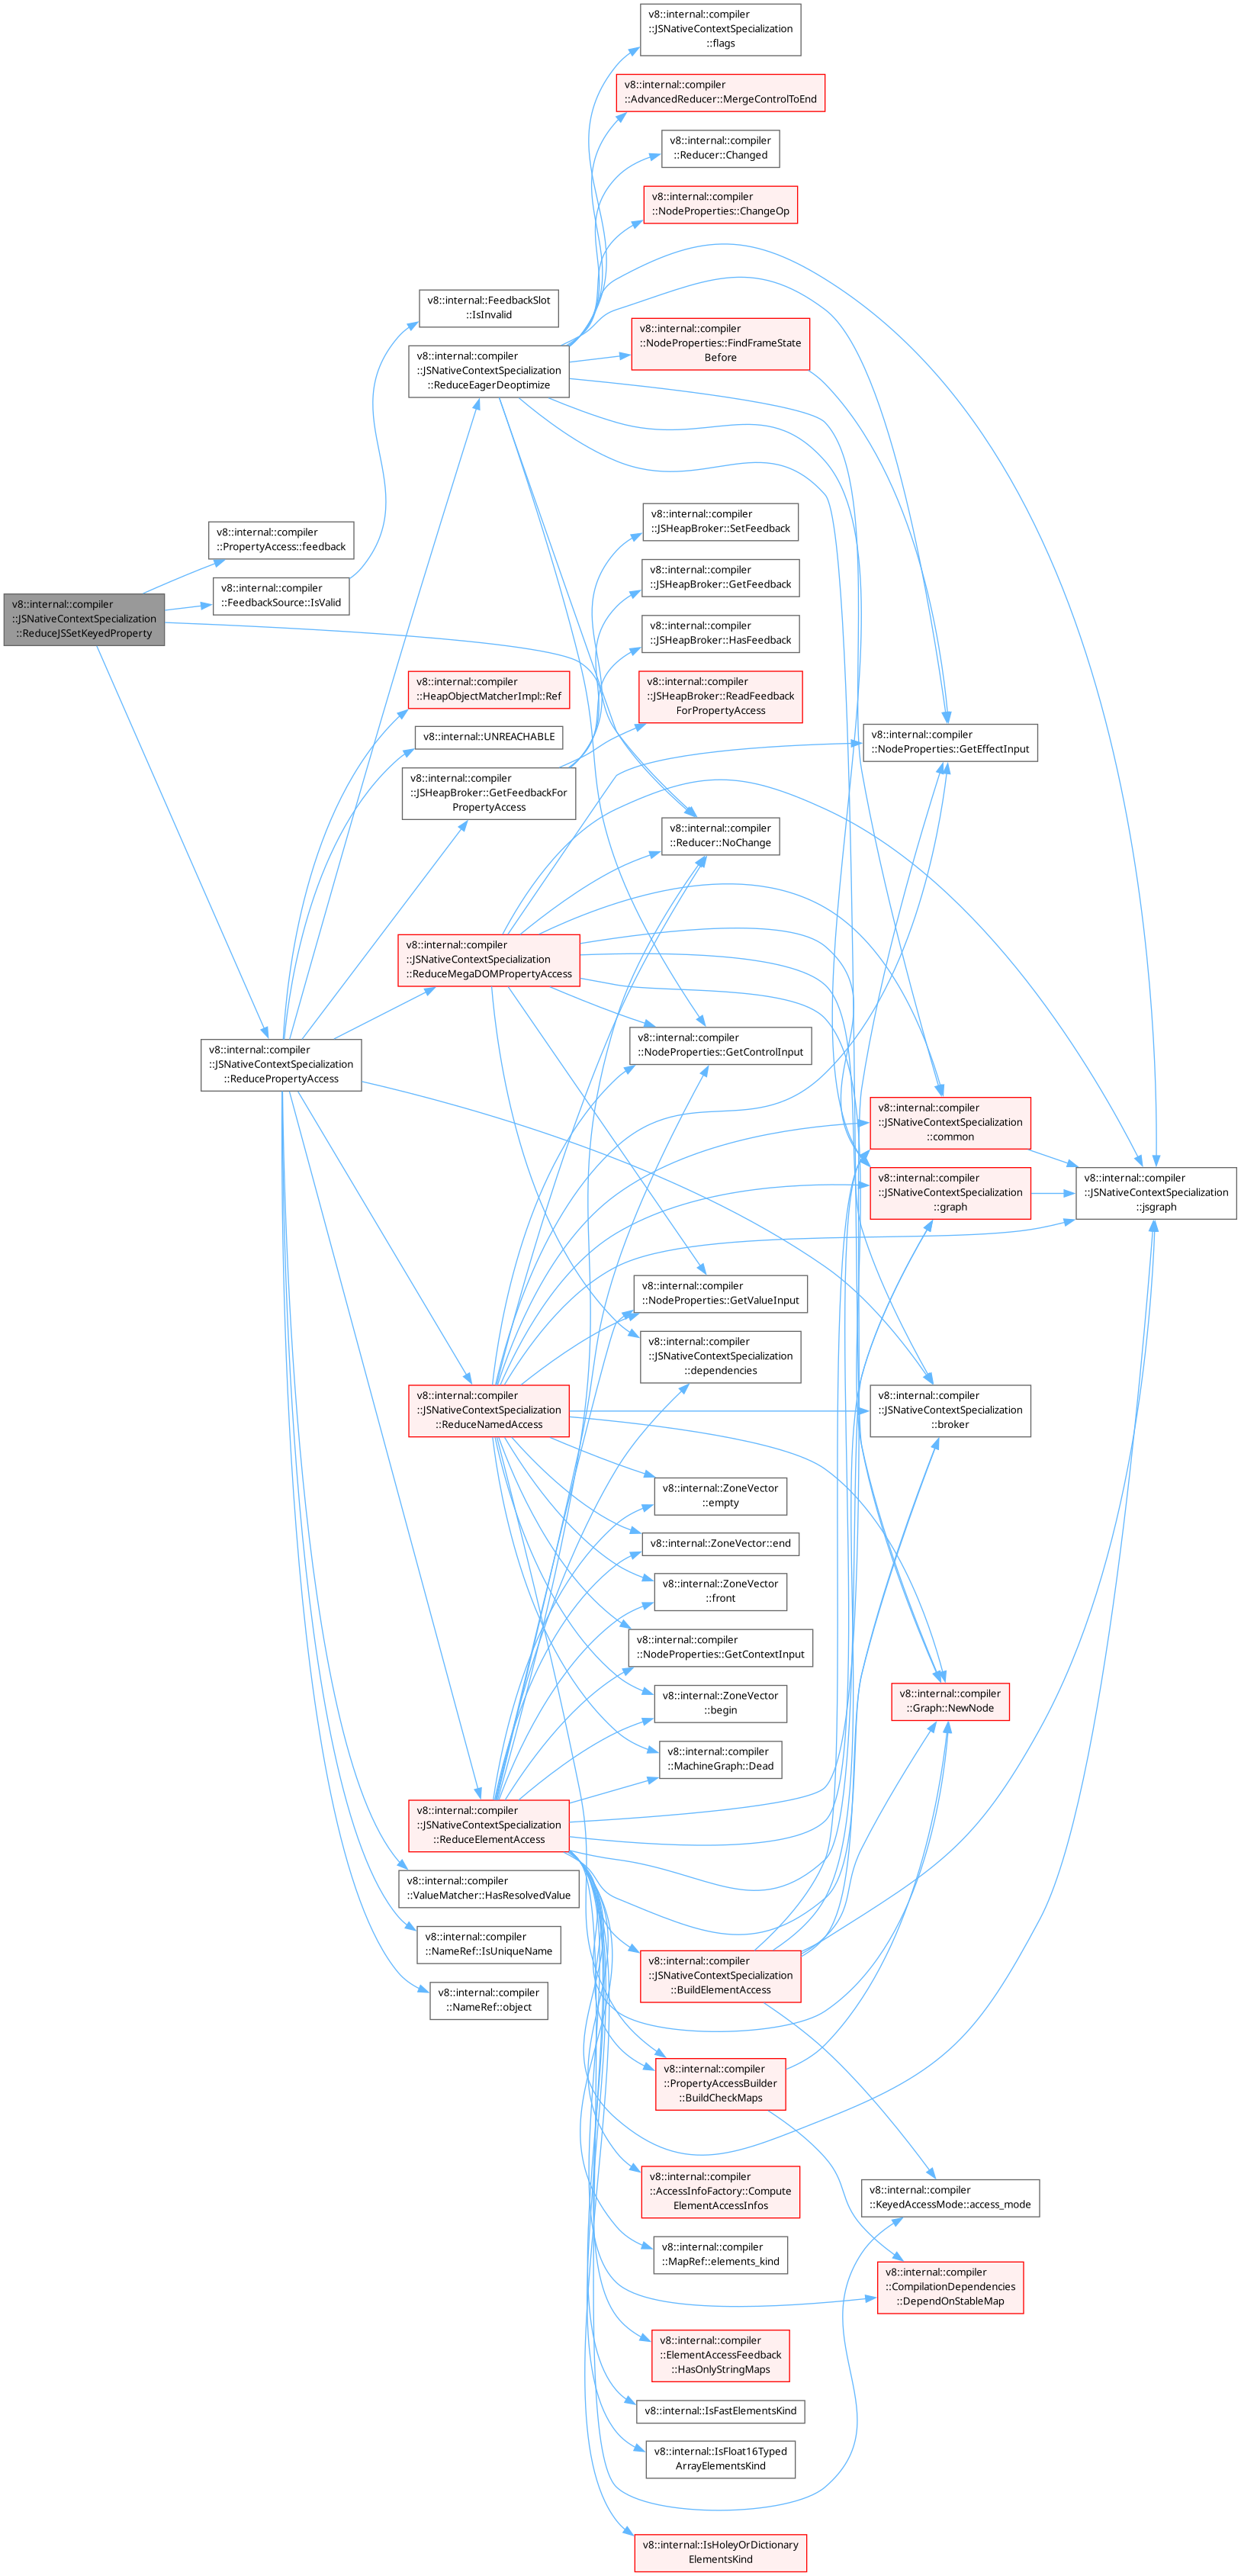 v8::internal::compiler
::JSNativeContextSpecialization
::flags
v8::internal::compiler
::AdvancedReducer::MergeControlToEnd
v8::internal::compiler
::Reducer::Changed
v8::internal::compiler
::NodeProperties::ChangeOp
v8::internal::FeedbackSlot
::IsInvalid
v8::internal::compiler
::JSNativeContextSpecialization
::ReduceEagerDeoptimize
v8::internal::compiler
::NodeProperties::FindFrameState
Before
v8::internal::compiler
::PropertyAccess::feedback
v8::internal::compiler
::FeedbackSource::IsValid
v8::internal::compiler
::JSNativeContextSpecialization
::ReduceJSSetKeyedProperty
v8::internal::compiler
::JSHeapBroker::SetFeedback
v8::internal::compiler
::JSHeapBroker::GetFeedback
v8::internal::compiler
::JSHeapBroker::HasFeedback
v8::internal::compiler
::HeapObjectMatcherImpl::Ref
v8::internal::compiler
::JSHeapBroker::ReadFeedback
ForPropertyAccess
v8::internal::UNREACHABLE
v8::internal::compiler
::NodeProperties::GetEffectInput
v8::internal::compiler
::JSHeapBroker::GetFeedbackFor
PropertyAccess
v8::internal::compiler
::Reducer::NoChange
v8::internal::compiler
::JSNativeContextSpecialization
::ReduceMegaDOMPropertyAccess
v8::internal::compiler
::NodeProperties::GetControlInput
v8::internal::compiler
::JSNativeContextSpecialization
::ReducePropertyAccess
v8::internal::compiler
::JSNativeContextSpecialization
::common
v8::internal::compiler
::JSNativeContextSpecialization
::graph
v8::internal::compiler
::JSNativeContextSpecialization
::jsgraph
v8::internal::compiler
::NodeProperties::GetValueInput
v8::internal::compiler
::JSNativeContextSpecialization
::dependencies
v8::internal::compiler
::JSNativeContextSpecialization
::ReduceNamedAccess
v8::internal::compiler
::JSNativeContextSpecialization
::broker
v8::internal::ZoneVector
::empty
v8::internal::ZoneVector::end
v8::internal::ZoneVector
::front
v8::internal::compiler
::NodeProperties::GetContextInput
v8::internal::ZoneVector
::begin
v8::internal::compiler
::Graph::NewNode
v8::internal::compiler
::MachineGraph::Dead
v8::internal::compiler
::JSNativeContextSpecialization
::ReduceElementAccess
v8::internal::compiler
::ValueMatcher::HasResolvedValue
v8::internal::compiler
::NameRef::IsUniqueName
v8::internal::compiler
::JSNativeContextSpecialization
::BuildElementAccess
v8::internal::compiler
::NameRef::object
v8::internal::compiler
::PropertyAccessBuilder
::BuildCheckMaps
v8::internal::compiler
::AccessInfoFactory::Compute
ElementAccessInfos
v8::internal::compiler
::KeyedAccessMode::access_mode
v8::internal::compiler
::MapRef::elements_kind
v8::internal::compiler
::CompilationDependencies
::DependOnStableMap
v8::internal::compiler
::ElementAccessFeedback
::HasOnlyStringMaps
v8::internal::IsFastElementsKind
v8::internal::IsFloat16Typed
ArrayElementsKind
v8::internal::IsHoleyOrDictionary
ElementsKind